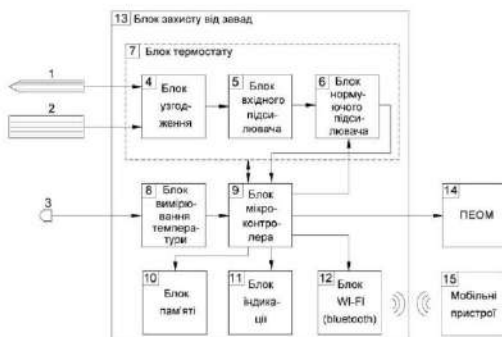 13 Блок захисту від завад
7 Блок термостату
1
2
3
4 Блок
узгод-
ження
5 Блок
вхідного
підси-
лювача
6 Блок
норму-
ючого
підси-
лювача
8 Блок
вимірю-
вання
темпера-
тури
9 Блок
мікро-
контро-
лера
14
ПЕОМ
10
Блок
пам'яті
11
Блок
індика-
ції
12
Блок
WI-FI
(bluetooth)
15
Мобільні
пристрої